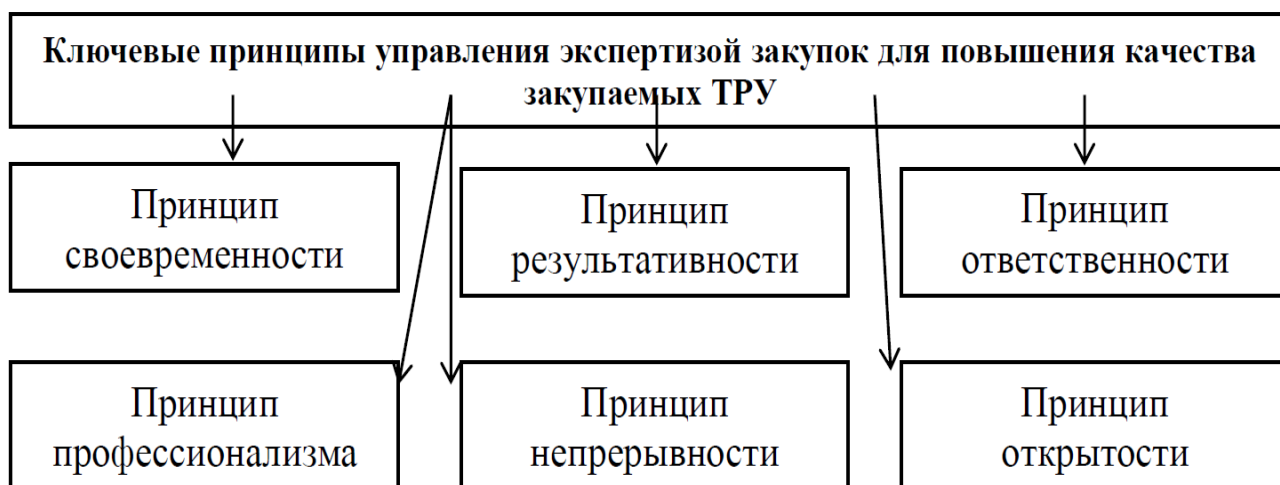 Ключевые принципы управления экспертизой закупок для повышения качества
закупаемых ТРУ
Принцип
своевременности
Принцип
результативности
Принцип
ответственности
Принцип
профессионализма
Принцип
непрерывности
Принцип
открытости